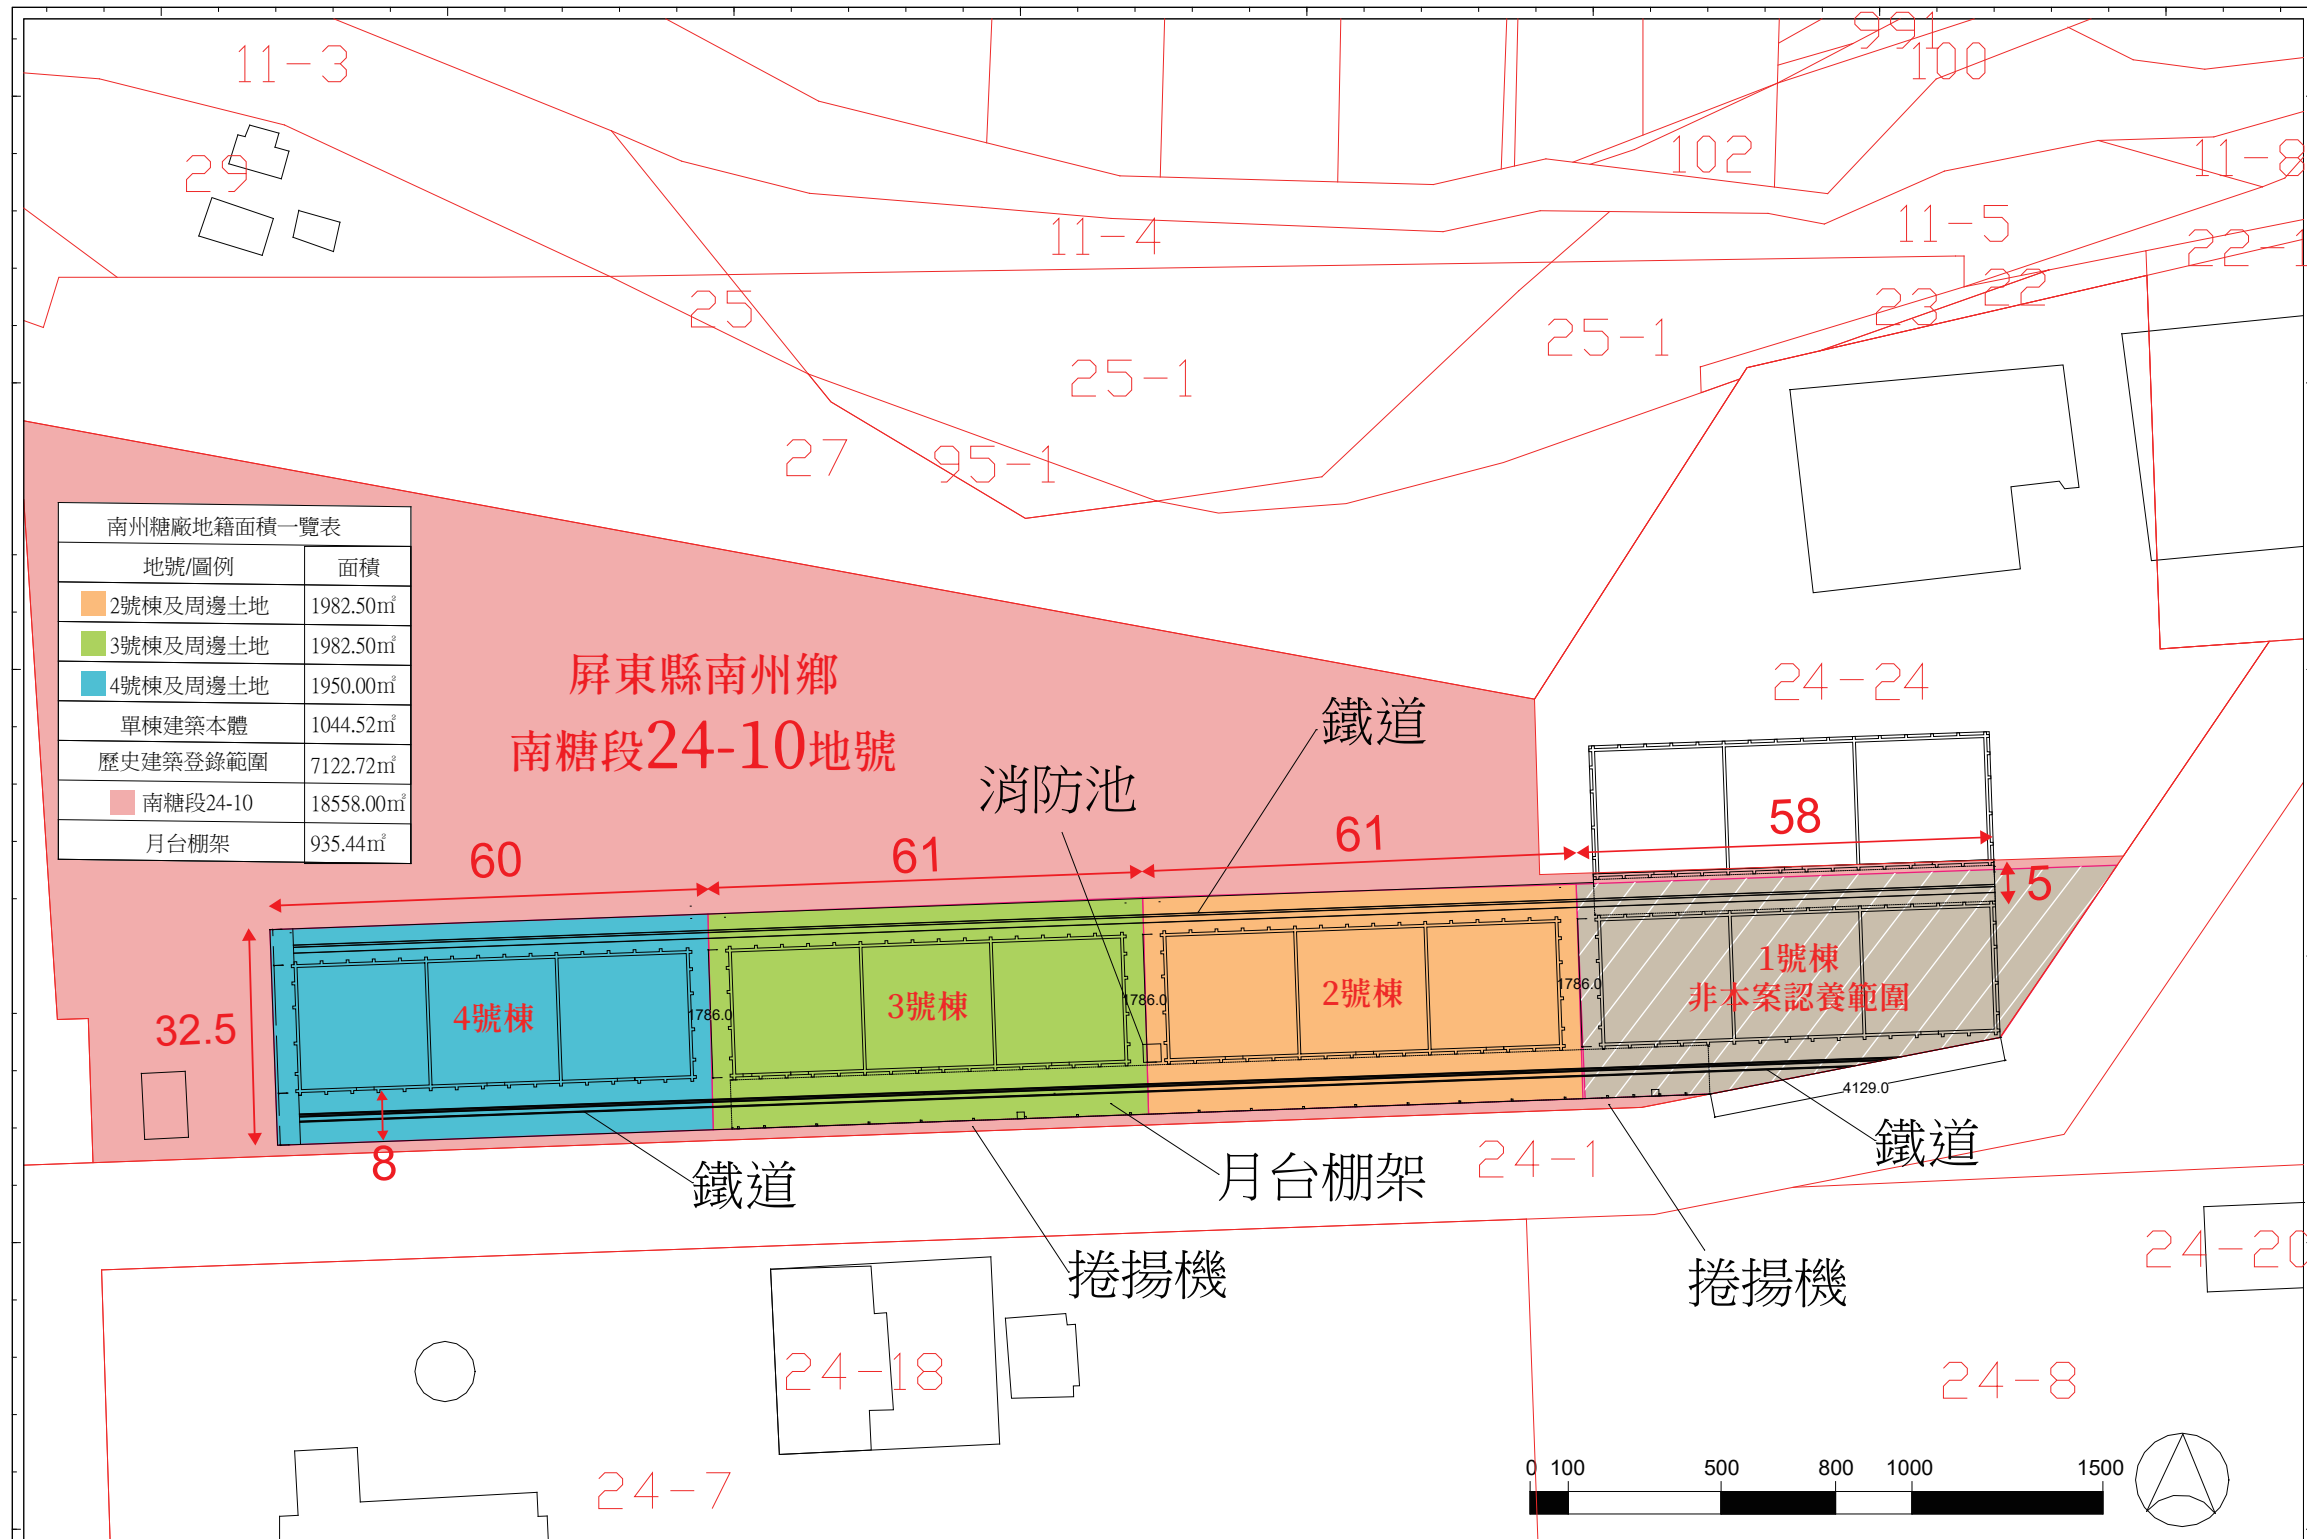 991
11-3
100
102
29
11-8
11-4
11-5
22-1
25
23
22
25-1
25-1
27
95-1
南州糖廠地籍面積一覽表
地號/圖例 面積
2號棟及周邊土地 1982.50㎡
3號棟及周邊土地 1982.50㎡
4號棟及周邊土地 1950.00㎡
單棟建築本體 1044.52㎡
歷史建築登錄範圍 7122.72㎡
南糖段24-10 18558.00㎡
月台棚架 935.44㎡
屏東縣南州鄉
南糖段24-10地號
24-24
鐵道
消防池
60
61
61
58
5
32.5
8
4號棟
3號棟
2號棟
1號棟
非本案認養範圍
1786.0
1786.0
1786.0
4129.0
鐵道
月台棚架
24-1
鐵道
捲揚機
捲揚機
24-20
24-18
24-8
24-7
0 100 500 800 1000 1500